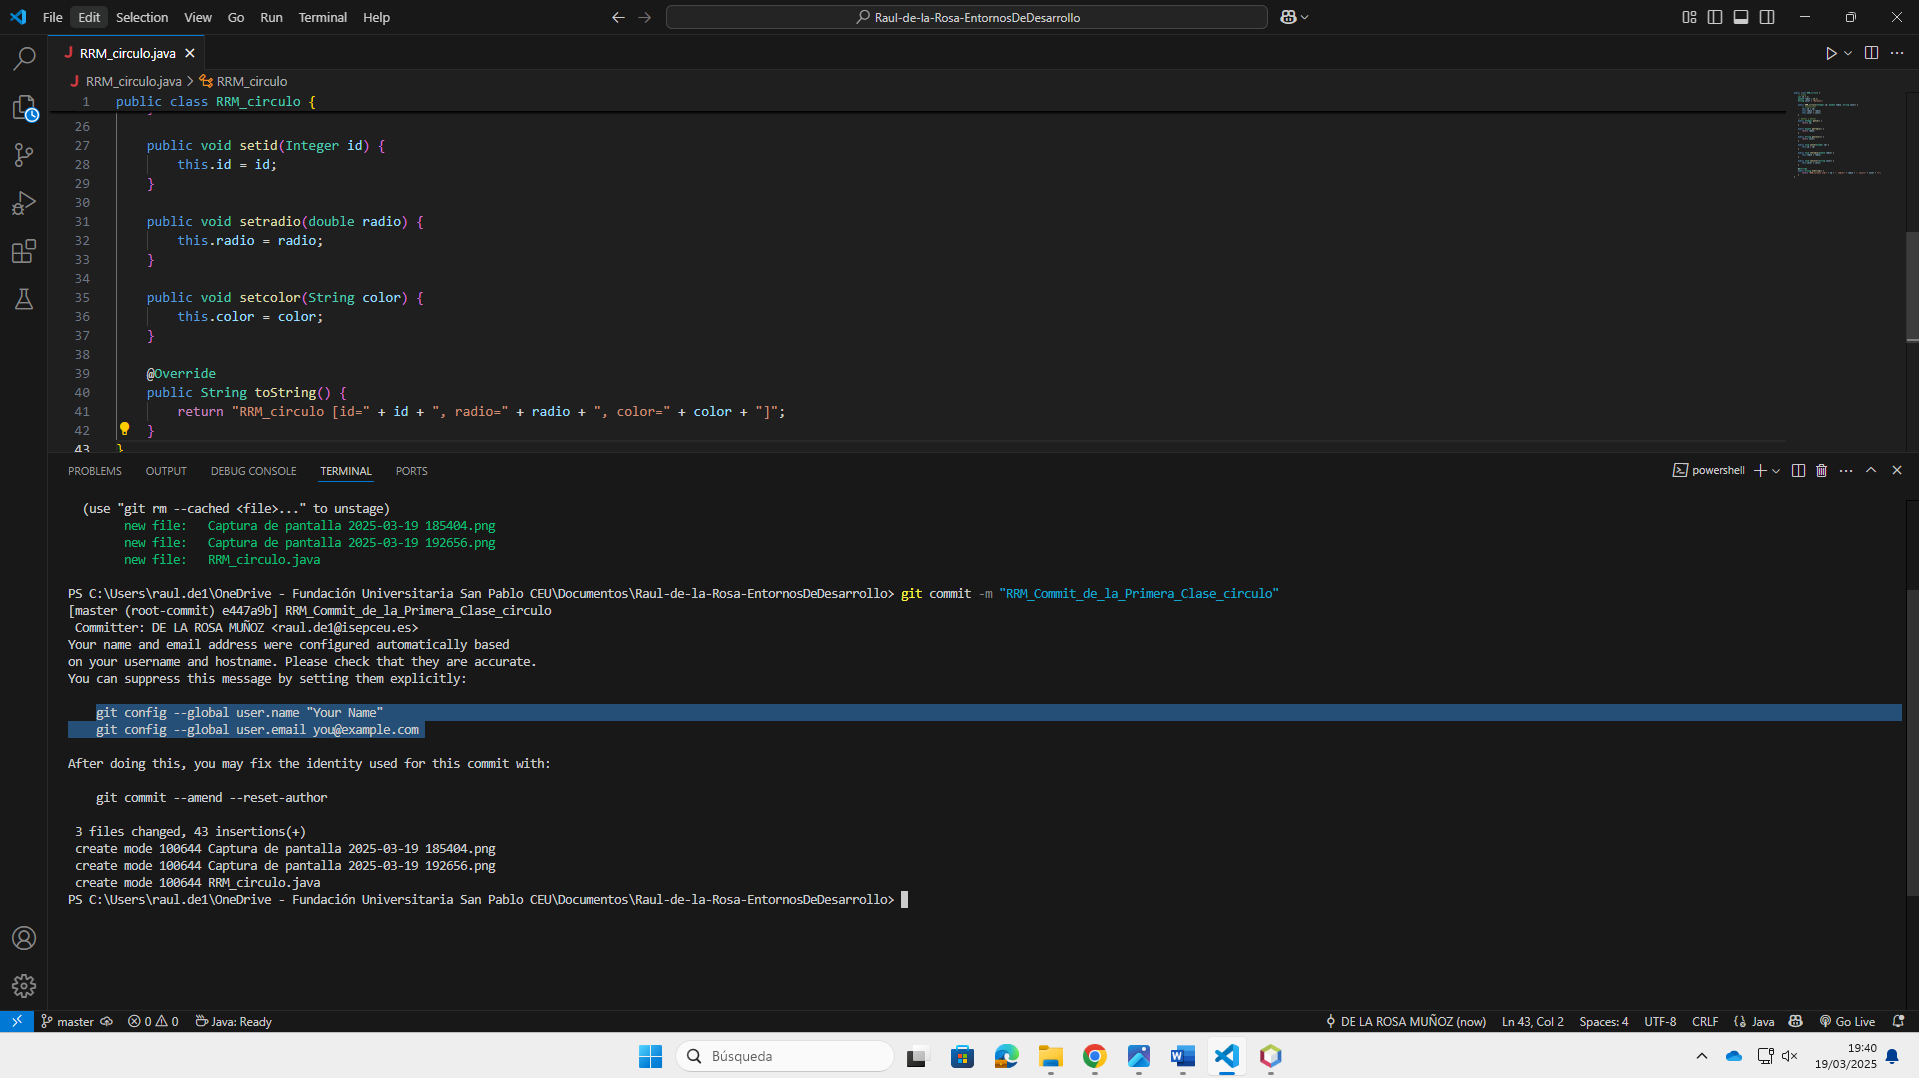 File Edit Selection View Go Run Terminal Help
Raul-de-la-Rosa-EntornosDeDesarrollo
RRM_circulo.java
RRM_circulo.java > RRM_circulo
1 public class RRM_circulo {
26
27 public void setid(Integer id) {
28 this.id = id;
29 }
30
31 public void setradio(double radio) {
32 this.radio = radio;
33 }
34
35 public void setcolor(String color) {
36 this.color = color;
37 }
38
39 @Override
40 public String toString() {
41 return "RRM_circulo [id=" + id + ", radio=" + radio + ", color=" + color + "]";
42 }
43 }
PROBLEMS OUTPUT DEBUG CONSOLE TERMINAL PORTS
powershell
(use "git rm --cached <file>..." to unstage)
new file: Captura de pantalla 2025-03-19 185404.png
new file: Captura de pantalla 2025-03-19 192656.png
new file: RRM_circulo.java
PS C:\Users\raul.de1\OneDrive - Fundación Universitaria San Pablo CEU\Documentos\Raul-de-la-Rosa-EntornosDeDesarrollo> git commit -m "RRM_Commit_de_la_Primera_Clase_circulo"
[master (root-commit) e447a9b] RRM_Commit_de_la_Primera_Clase_circulo
Committer: DE LA ROSA MUÑOZ <raul.de1@isepceu.es>
Your name and email address were configured automatically based
on your username and hostname. Please check that they are accurate.
You can suppress this message by setting them explicitly:
git config --global user.name "Your Name"
git config --global user.email you@example.com
After doing this, you may fix the identity used for this commit with:
git commit --amend --reset-author
3 files changed, 43 insertions(+)
create mode 100644 Captura de pantalla 2025-03-19 185404.png
create mode 100644 Captura de pantalla 2025-03-19 192656.png
create mode 100644 RRM_circulo.java
PS C:\Users\raul.de1\OneDrive - Fundación Universitaria San Pablo CEU\Documentos\Raul-de-la-Rosa-EntornosDeDesarrollo>
master 0 0 Java: Ready DE LA ROSA MUÑOZ (now) Ln 43, Col 2 Spaces: 4 UTF-8 CRLF Java Go Live
Búsqueda
19:40
19/03/2025